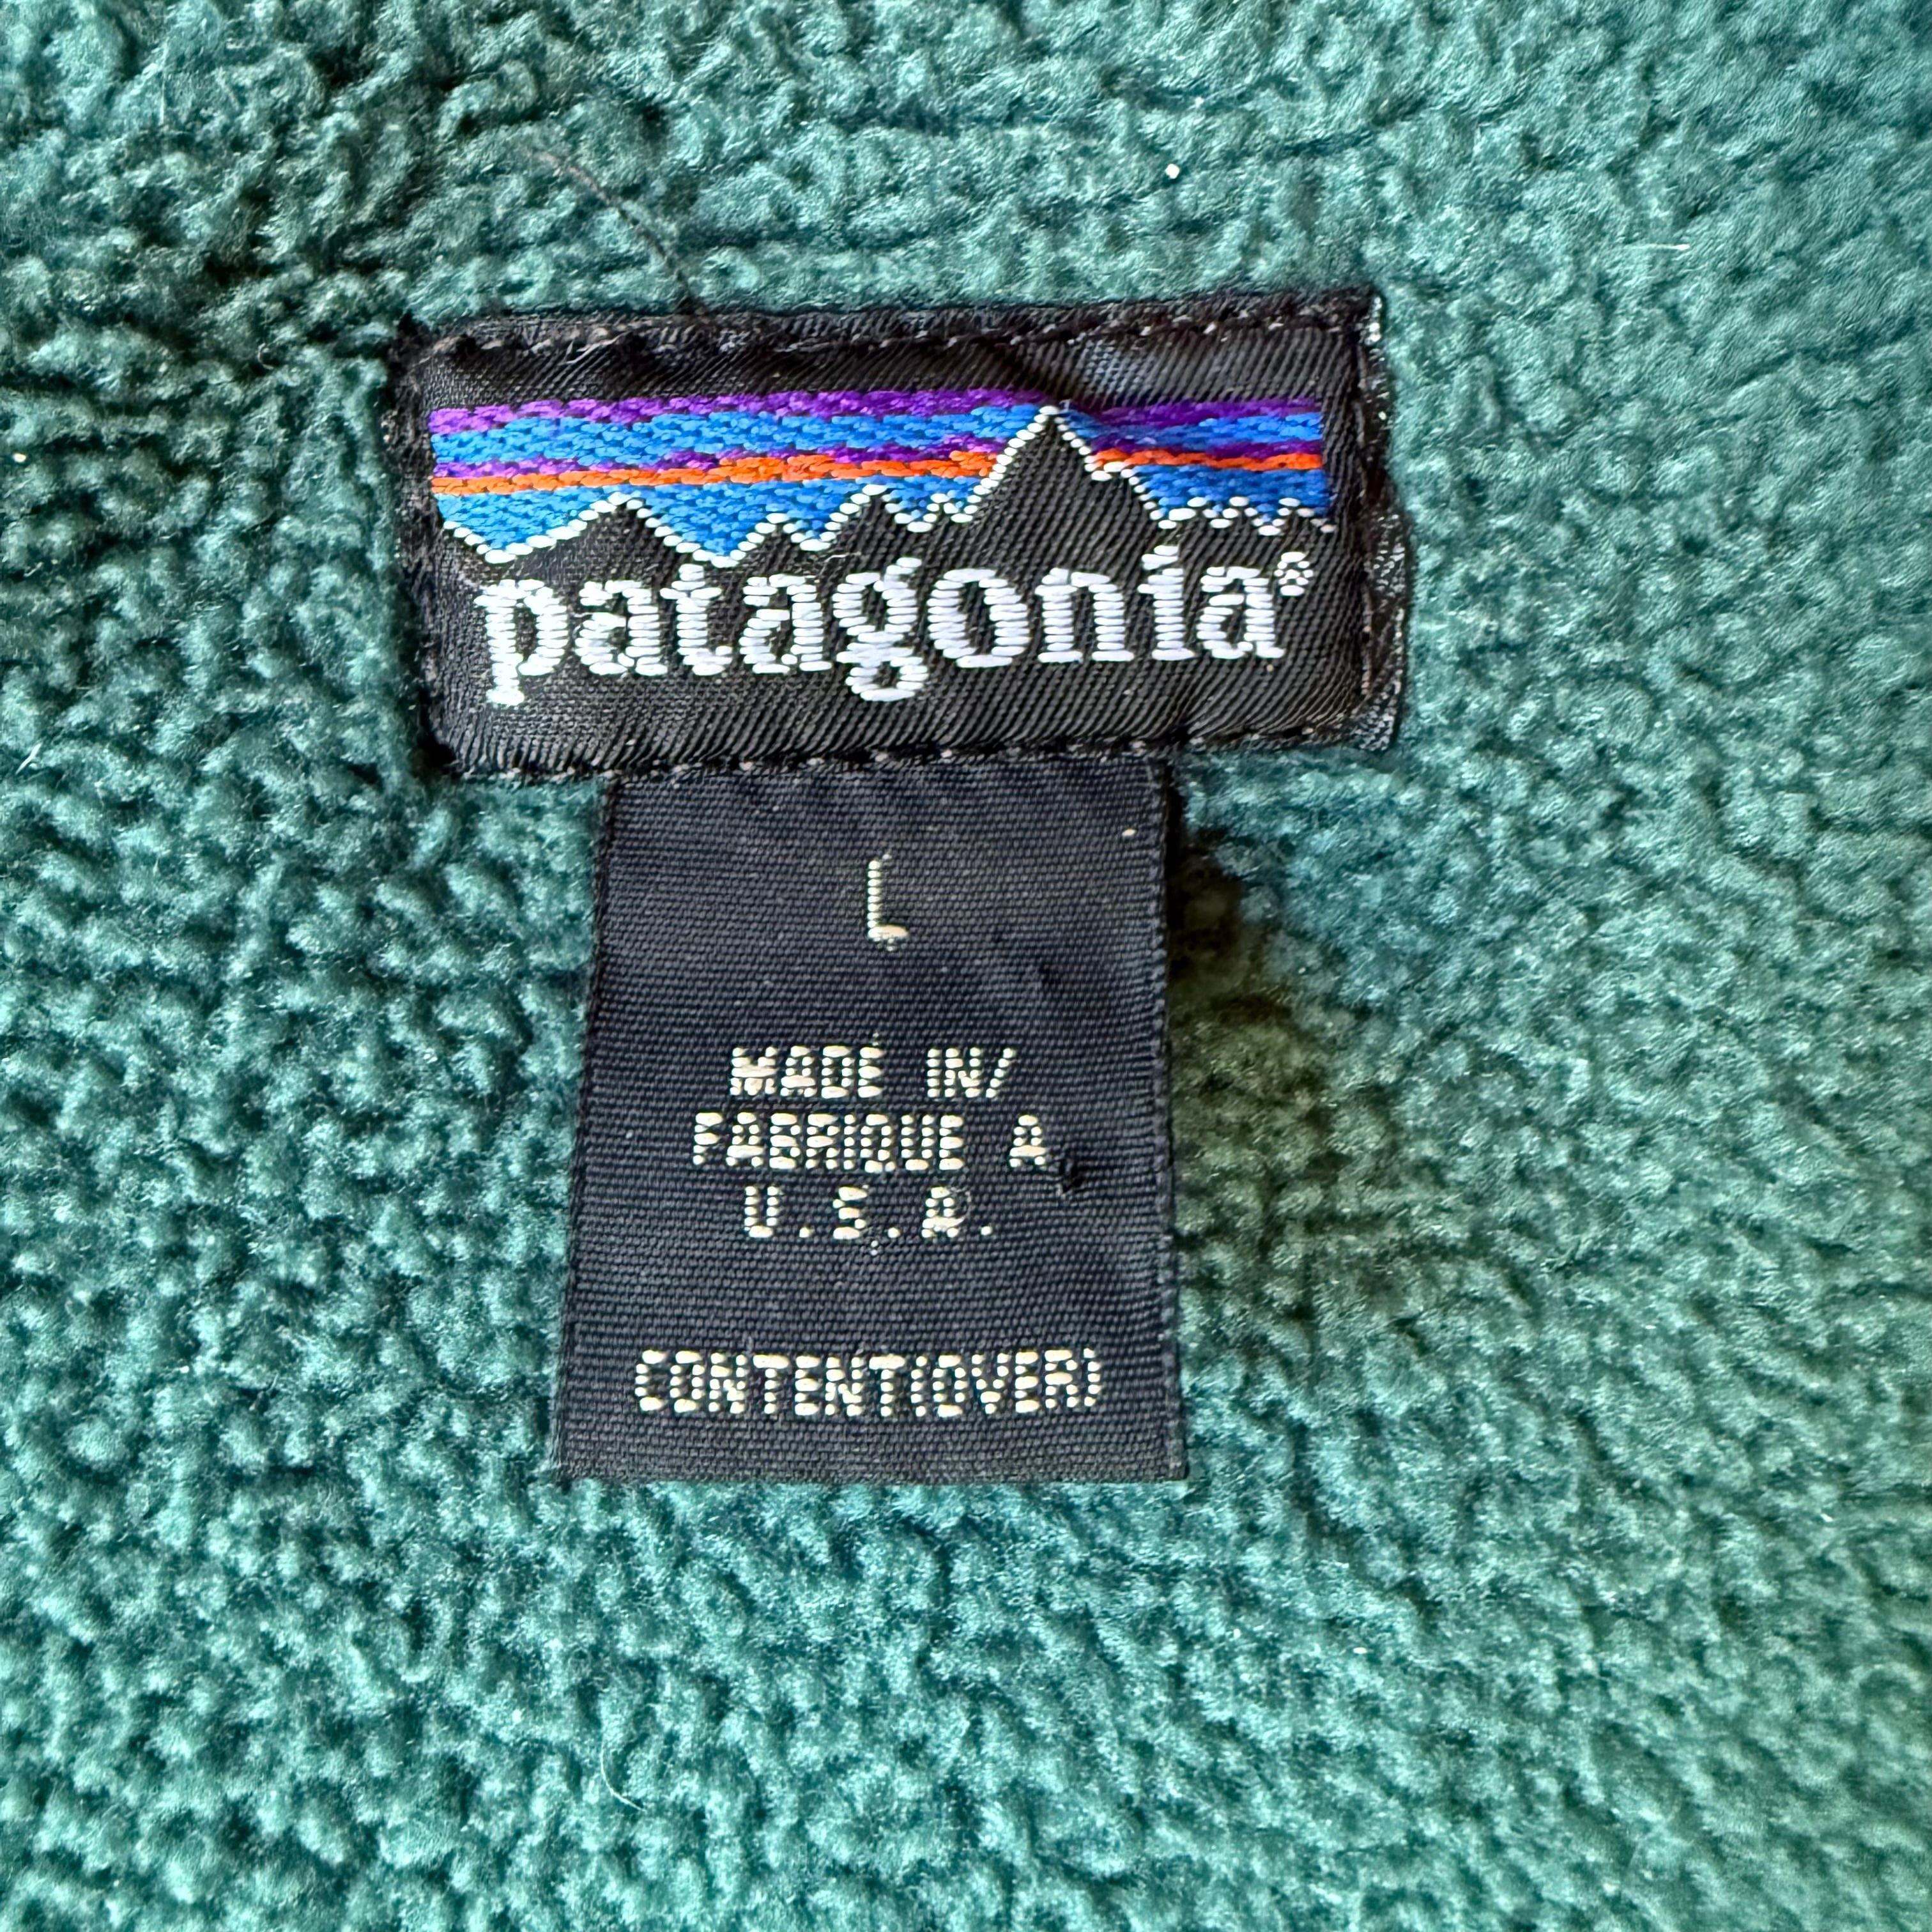 patagonia®
L
MADE IN/
FABRIQUE A
U.S.A.
CONTENT(OVER)